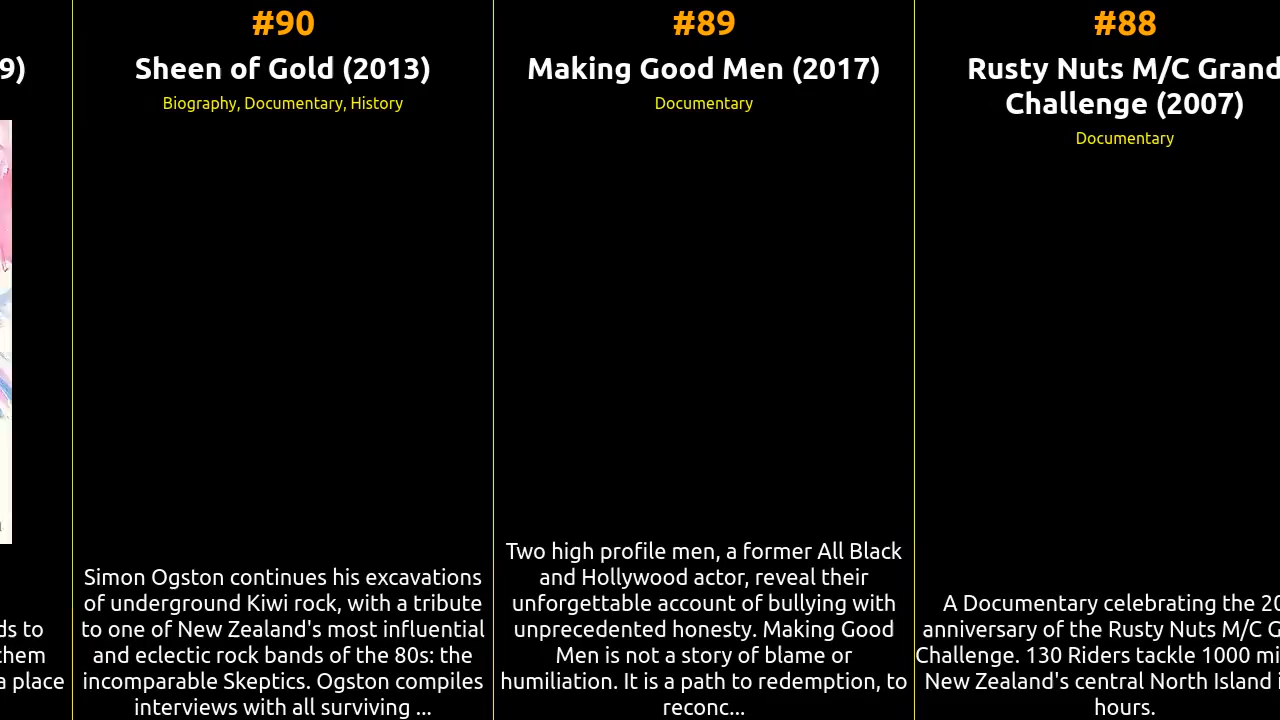 9)
ds to
them
a place
#90
Sheen of Gold (2013)
Biography, Documentary, History
Simon Ogston continues his excavations
of underground Kiwi rock, with a tribute
to one of New Zealand's most influential
and eclectic rock bands of the 80s: the
incomparable Skeptics. Ogston compiles
interviews with all surviving ...
#89
Making Good Men (2017)
Documentary
Two high profile men, a former All Black
and Hollywood actor, reveal their
unforgettable account of bullying with
unprecedented honesty. Making Good
Men is not a story of blame or
humiliation. It is a path to redemption, to
reconc...
#88
Rusty Nuts M/C Grand
Challenge (2007)
Documentary
A Documentary celebrating the 20
anniversary of the Rusty Nuts M/C G
Challenge. 130 Riders tackle 1000 mi
New Zealand's central North Island i
hours.